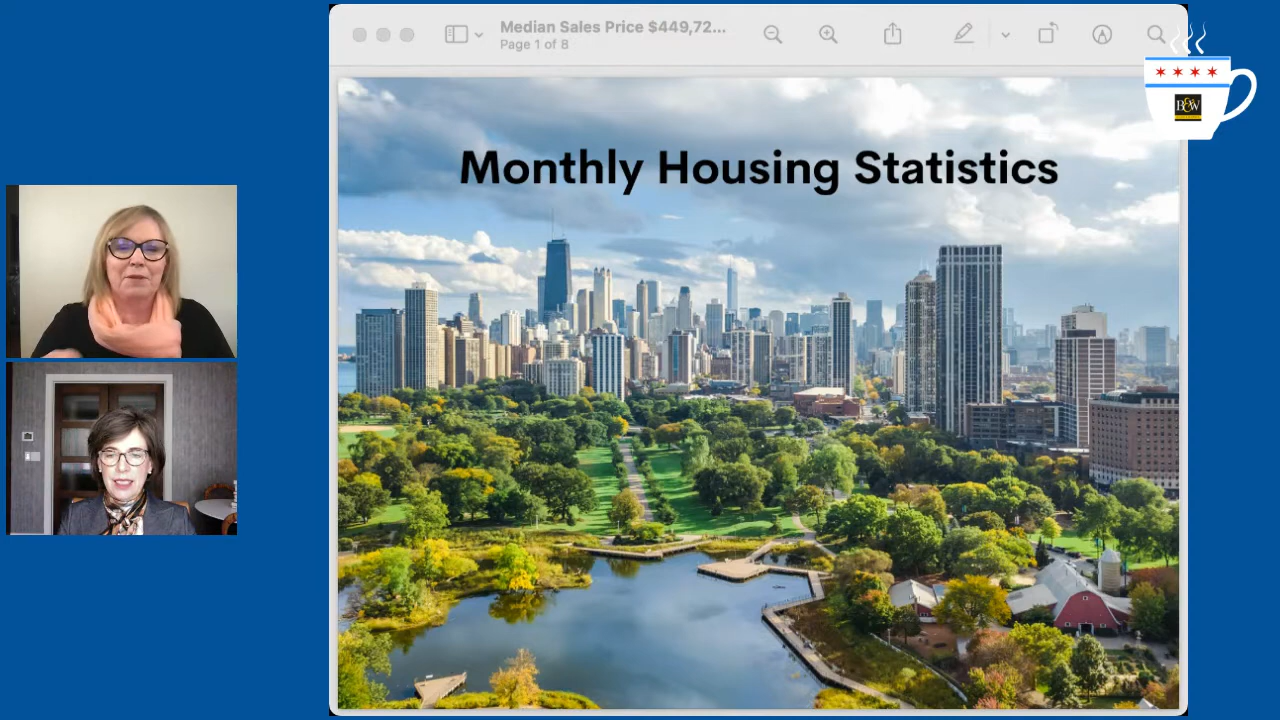 Median Sales Price $449,72...
Page 1 of 8
Monthly Housing Statistics
B&W